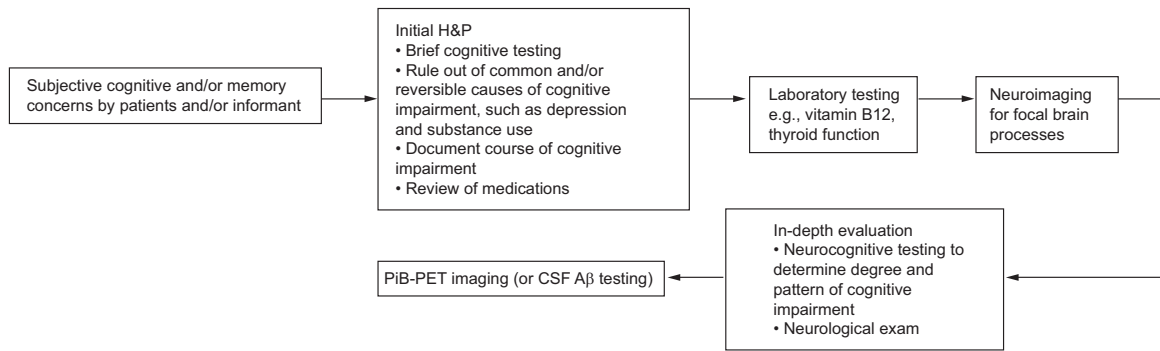 Subjective cognitive and/or memory
concerns by patients and/or informant
Initial H&P
• Brief cognitive testing
• Rule out of common and/or
reversible causes of cognitive
impairment, such as depression
and substance use
• Document course of cognitive
impairment
• Review of medications
Laboratory testing
e.g., vitamin B12,
thyroid function
Neuroimaging
for focal brain
processes
In-depth evaluation
• Neurocognitive testing to
determine degree and
pattern of cognitive
impairment
• Neurological exam
PiB-PET imaging (or CSF Aβ testing)